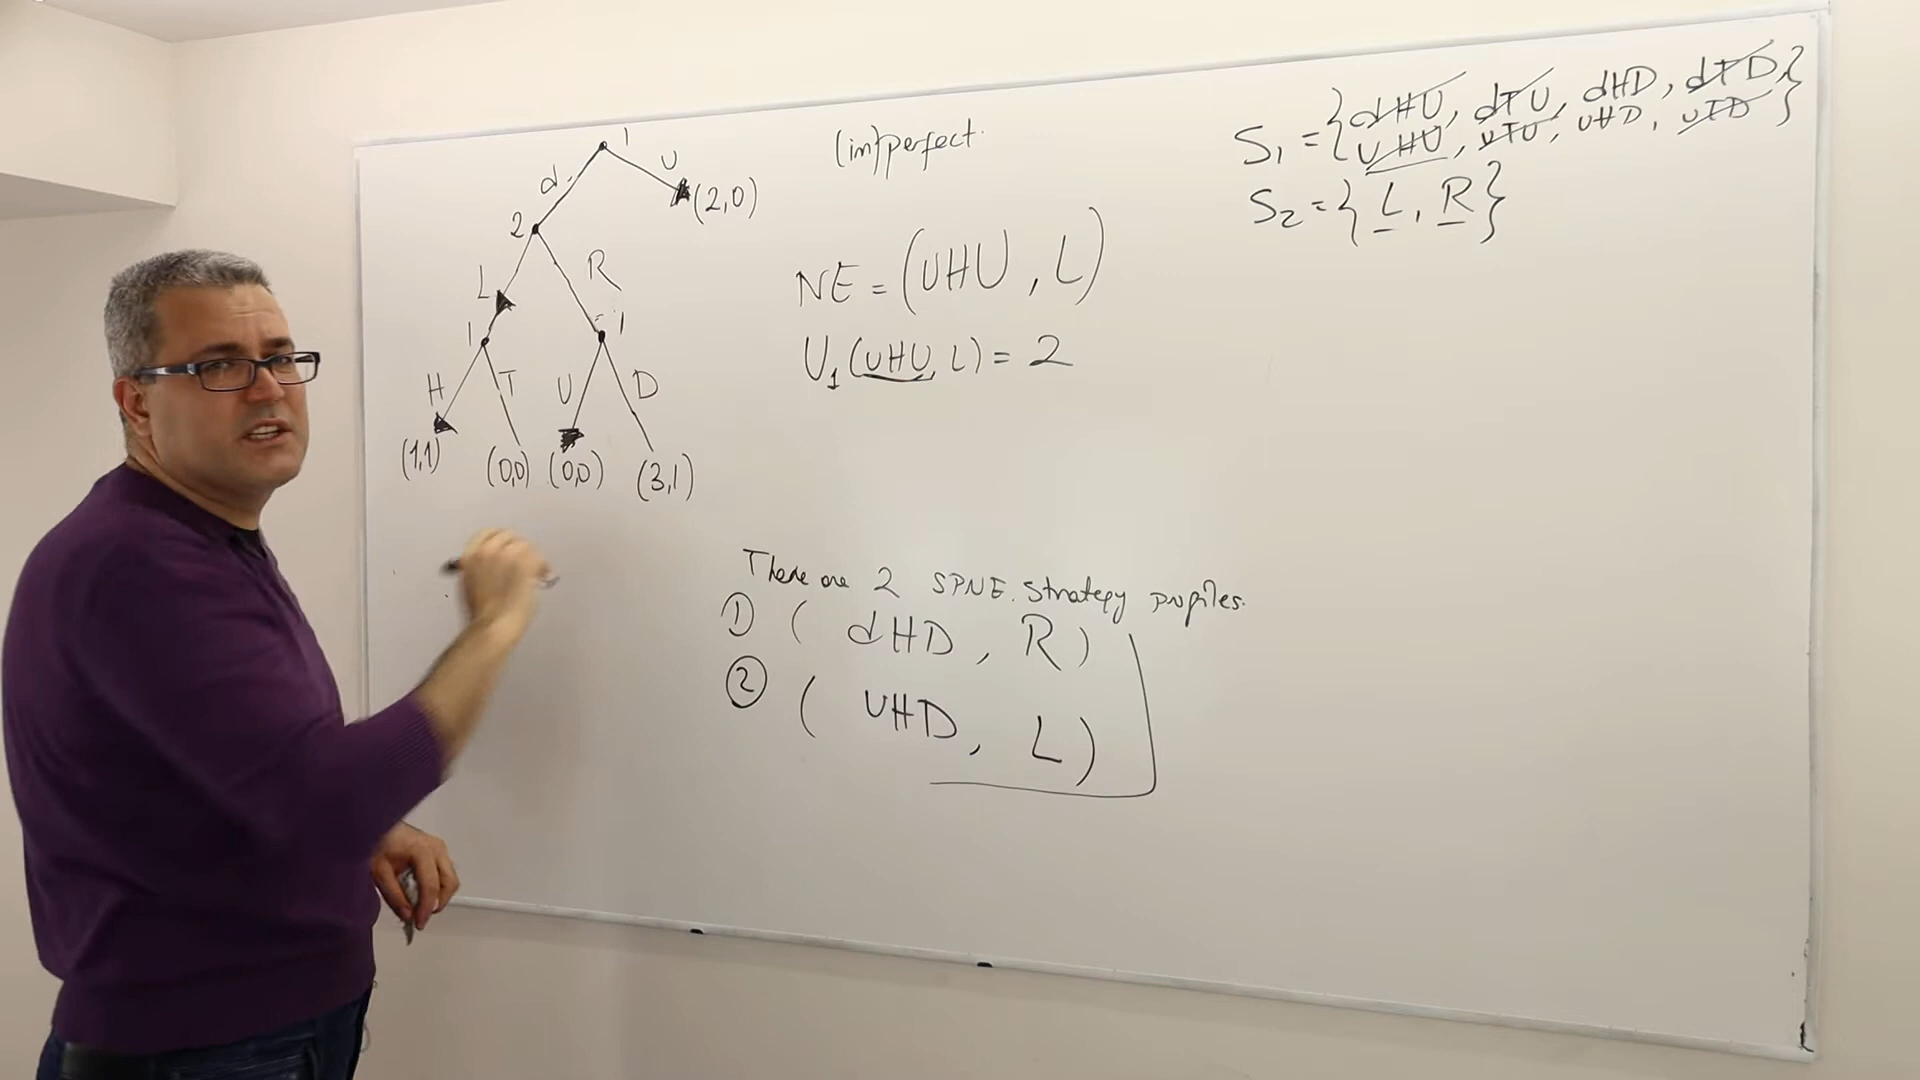 1
d U
(2,0)
2
L R
1 1
H T U D
(1,1) (0,0) (0,0) (3,1)
(im)perfect.
NE = (UHU, L)
U1(UHU, L) = 2
S1 = {dHU, dTU, dHD, dTD,
UHU, UTU, UHD, UTD}
S2 = {L, R}
There are 2 SPNE. Strategy profiles.
① (dHD, R)
② (UHD, L)